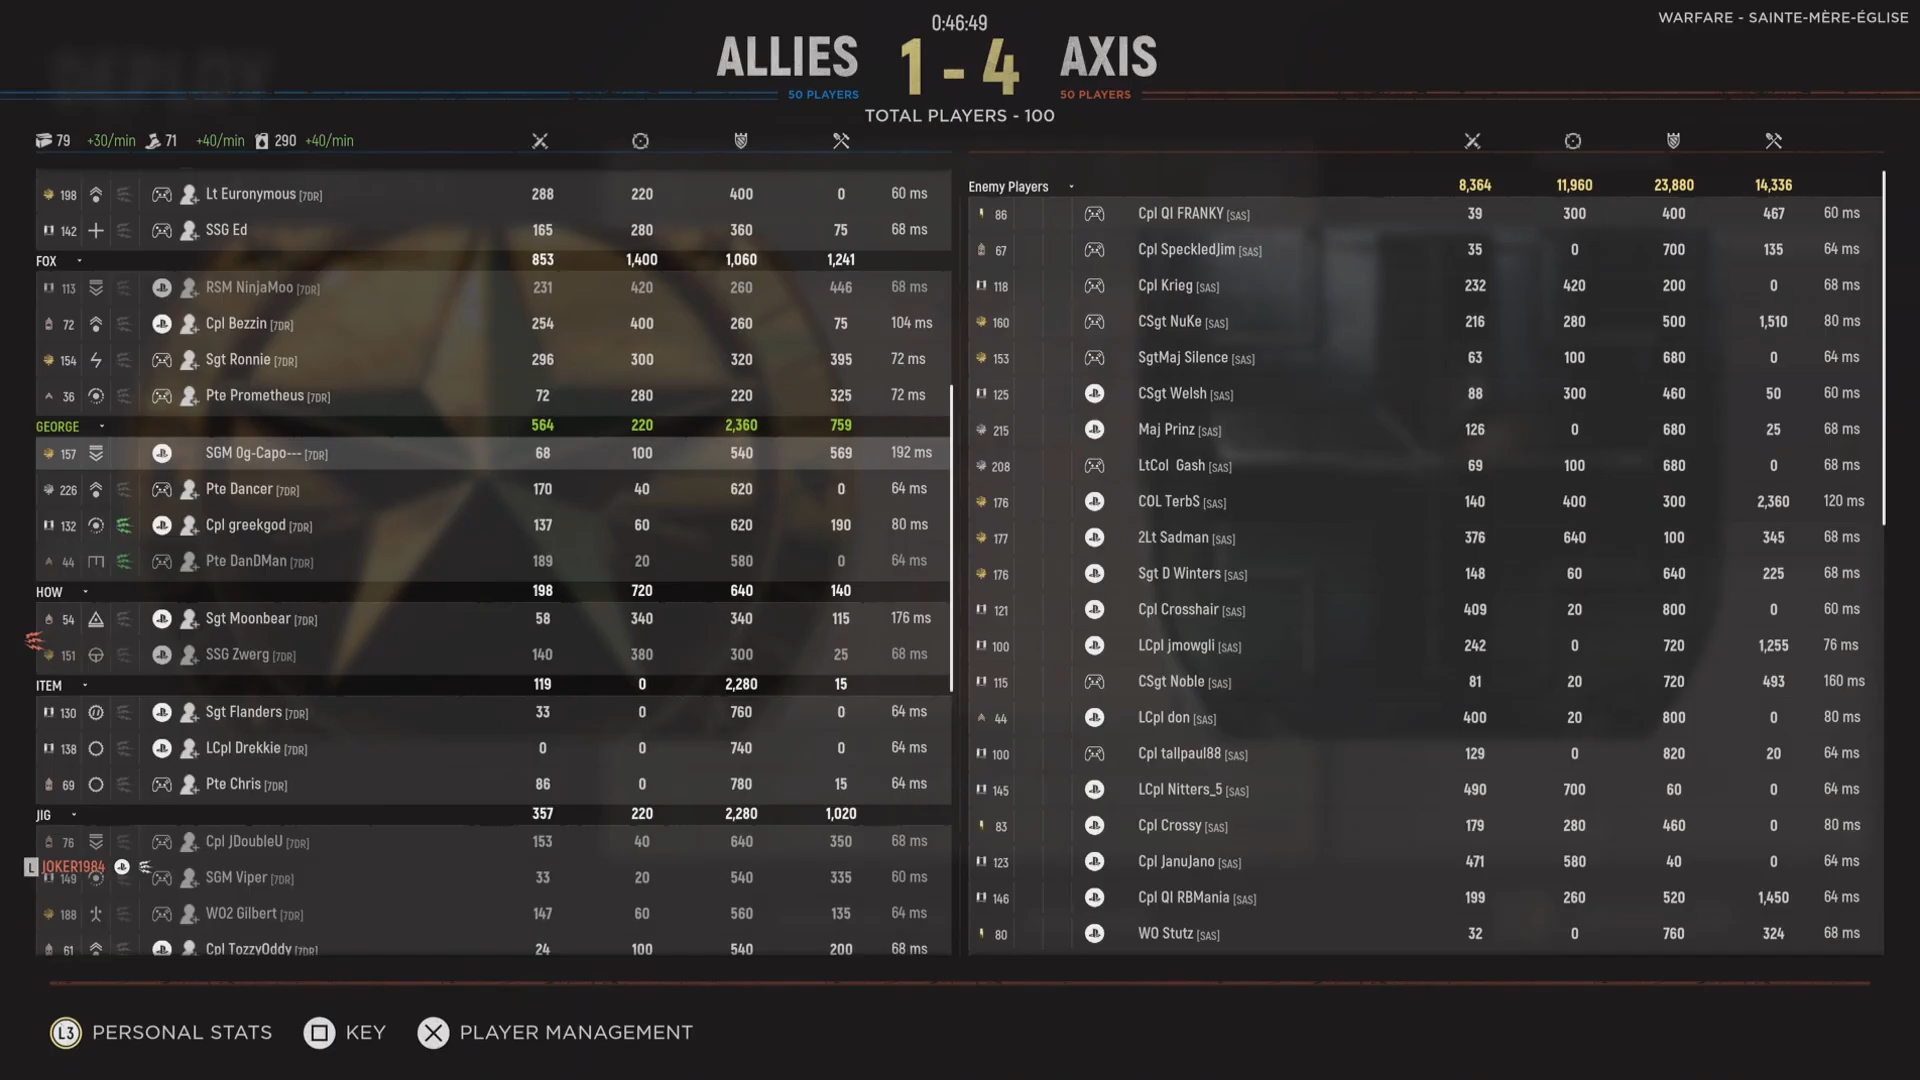 WARFARE - SAINTE-MÈRE-ÉGLISE
0:46:49
ALLIES 1 - 4 AXIS
50 PLAYERS 50 PLAYERS
TOTAL PLAYERS - 100
79 +30/min 71 +40/min 290 +40/min
198 Lt Euronymous [7DR] 288 220 400 0 60 ms
142 SSG Ed 165 280 360 75 68 ms
FOX 853 1,400 1,060 1,241
113 RSM NinjaMoo [7DR] 231 420 260 446 68 ms
72 Cpl Bezzin [7DR] 254 400 260 75 104 ms
154 Sgt Ronnie [7DR] 296 300 320 395 72 ms
36 Pte Prometheus [7DR] 72 280 220 325 72 ms
GEORGE 564 220 2,360 759
157 SGM Og-Capo--- [7DR] 68 100 540 569 192 ms
226 Pte Dancer [7DR] 170 40 620 0 64 ms
132 Cpl greekgod [7DR] 137 60 620 190 80 ms
44 Pte DanDMan [7DR] 189 20 580 0 64 ms
HOW 198 720 640 140
54 Sgt Moonbear [7DR] 58 340 340 115 176 ms
151 SSG Zwerg [7DR] 140 380 300 25 68 ms
ITEM 119 0 2,280 15
130 Sgt Flanders [7DR] 33 0 760 0 64 ms
138 LCpl Drekkie [7DR] 0 0 740 0 64 ms
69 Pte Chris [7DR] 86 0 780 15 64 ms
JIG 357 220 2,280 1,020
76 Cpl JDoubleU [7DR] 153 40 640 350 68 ms
L JOKER1984
149 SGM Viper [7DR] 33 20 540 335 60 ms
188 WO2 Gilbert [7DR] 147 60 560 135 64 ms
61 Cpl TozzyOddy [7DR] 24 100 540 200 68 ms
Enemy Players 8,364 11,960 23,880 14,336
86 Cpl QI FRANKY [SAS] 39 300 400 467 60 ms
67 Cpl SpeckledJim [SAS] 35 0 700 135 64 ms
118 Cpl Krieg [SAS] 232 420 200 0 68 ms
160 CSgt NuKe [SAS] 216 280 500 1,510 80 ms
153 SgtMaj Silence [SAS] 63 100 680 0 64 ms
125 CSgt Welsh [SAS] 88 300 460 50 60 ms
215 Maj Prinz [SAS] 126 0 680 25 68 ms
208 LtCol Gash [SAS] 69 100 680 0 68 ms
176 COL TerbS [SAS] 140 400 300 2,360 120 ms
177 2Lt Sadman [SAS] 376 640 100 345 68 ms
176 Sgt D Winters [SAS] 148 60 640 225 68 ms
121 Cpl Crosshair [SAS] 409 20 800 0 60 ms
100 LCpl jmowgli [SAS] 242 0 720 1,255 76 ms
115 CSgt Noble [SAS] 81 20 720 493 160 ms
44 LCpl don [SAS] 400 20 800 0 80 ms
100 Cpl tallpaul88 [SAS] 129 0 820 20 64 ms
145 LCpl Nitters_5 [SAS] 490 700 60 0 64 ms
83 Cpl Crossy [SAS] 179 280 460 0 80 ms
123 Cpl JanuJano [SAS] 471 580 40 0 64 ms
146 Cpl QI RBMania [SAS] 199 260 520 1,450 64 ms
80 WO Stutz [SAS] 32 0 760 324 68 ms
L3 PERSONAL STATS KEY PLAYER MANAGEMENT